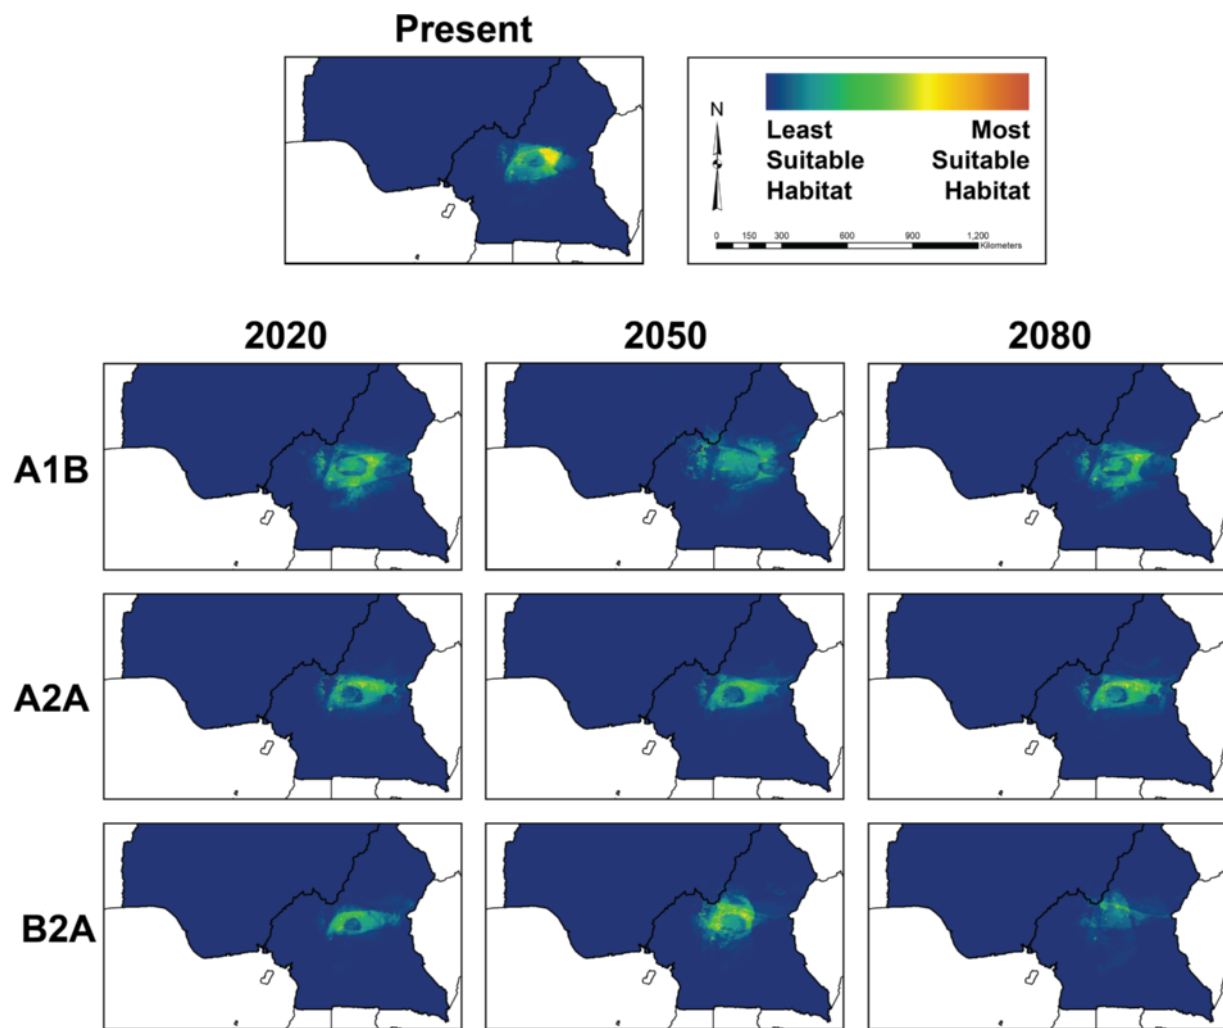 Present
N
Least Most
Suitable Suitable
Habitat Habitat
0 150 300 600 900 1,200
Kilometers
2020 2050 2080
A1B
A2A
B2A